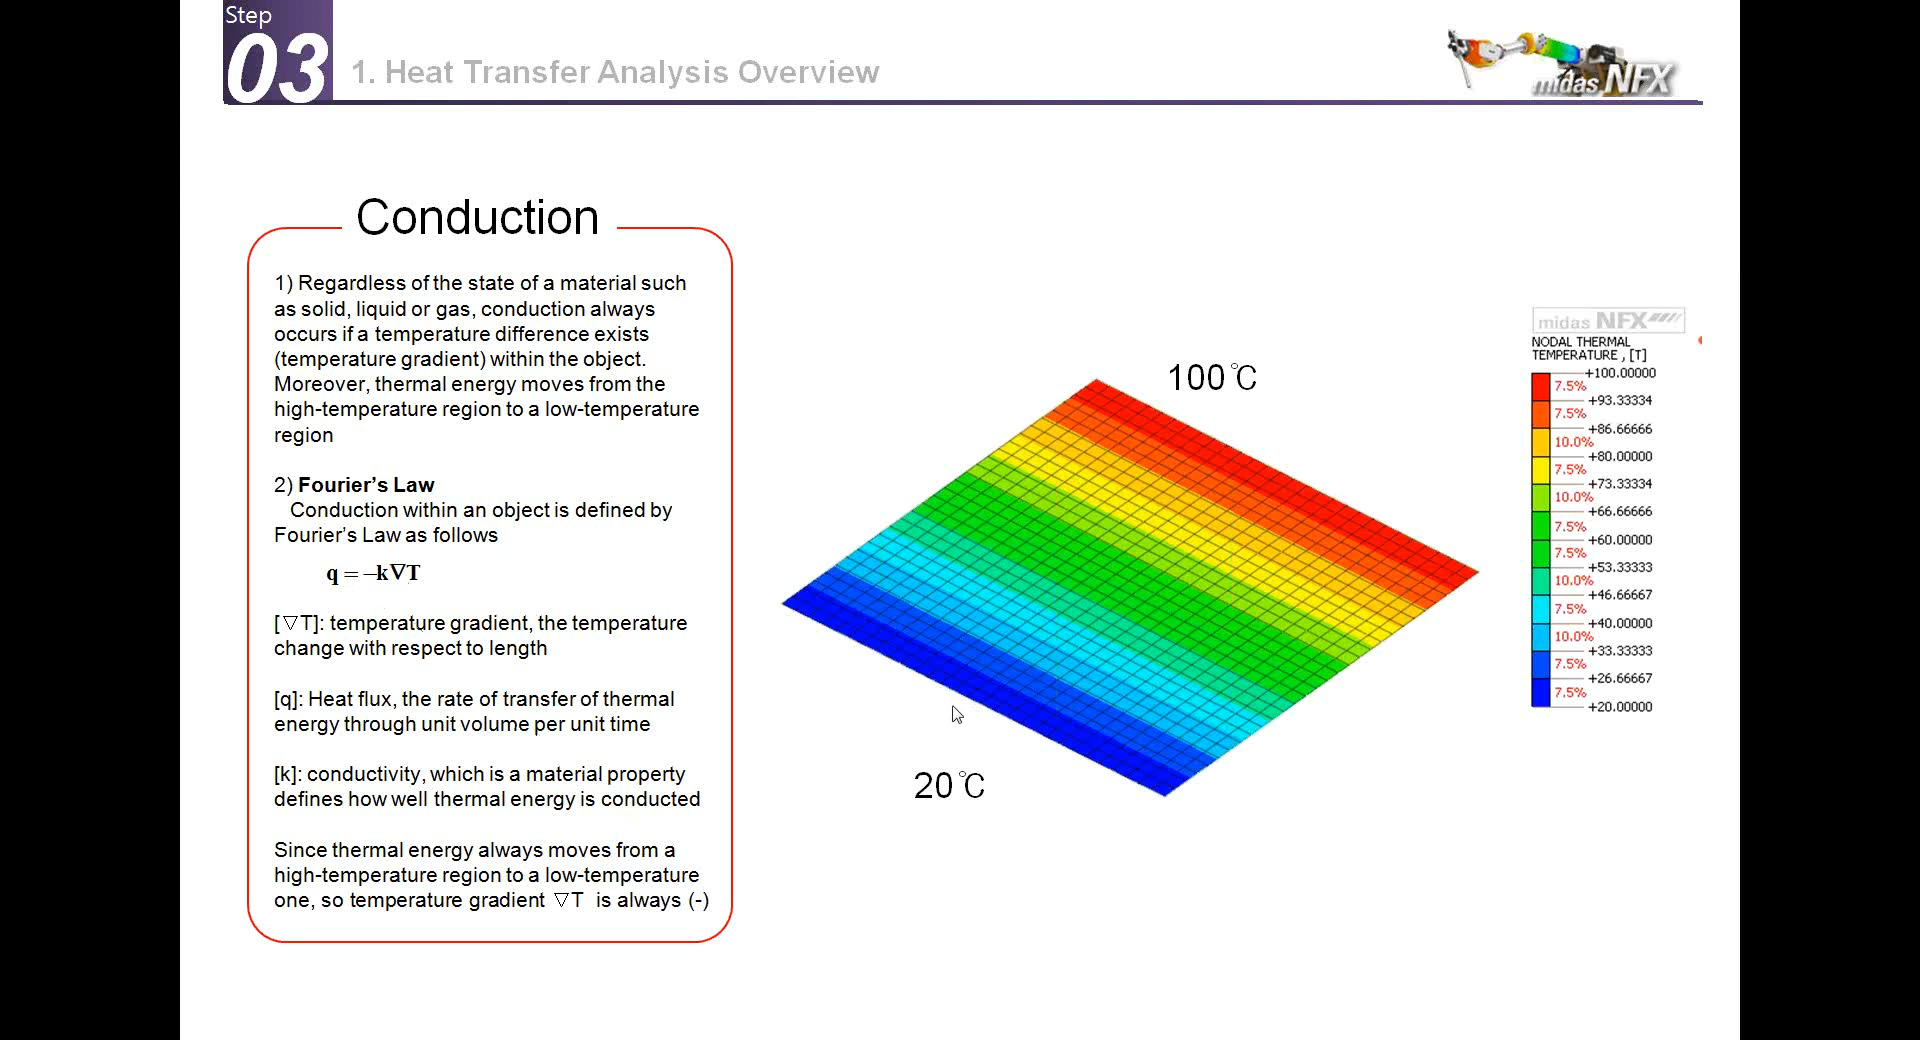 Step
03
1. Heat Transfer Analysis Overview
midas NFX
Conduction
1) Regardless of the state of a material such
as solid, liquid or gas, conduction always
occurs if a temperature difference exists
(temperature gradient) within the object.
Moreover, thermal energy moves from the
high-temperature region to a low-temperature
region
2) Fourier's Law
Conduction within an object is defined by
Fourier's Law as follows
q = −k∇T
[▽T]: temperature gradient, the temperature
change with respect to length
[q]: Heat flux, the rate of transfer of thermal
energy through unit volume per unit time
[k]: conductivity, which is a material property
defines how well thermal energy is conducted
Since thermal energy always moves from a
high-temperature region to a low-temperature
one, so temperature gradient ▽T is always (-)
100℃
20℃
midas NFX
NODAL THERMAL
TEMPERATURE , [T]
+100.00000
7.5%
+93.33334
7.5%
+86.66666
10.0%
+80.00000
7.5%
+73.33334
10.0%
+66.66666
7.5%
+60.00000
7.5%
+53.33333
10.0%
+46.66667
7.5%
+40.00000
10.0%
+33.33333
7.5%
+26.66667
7.5%
+20.00000